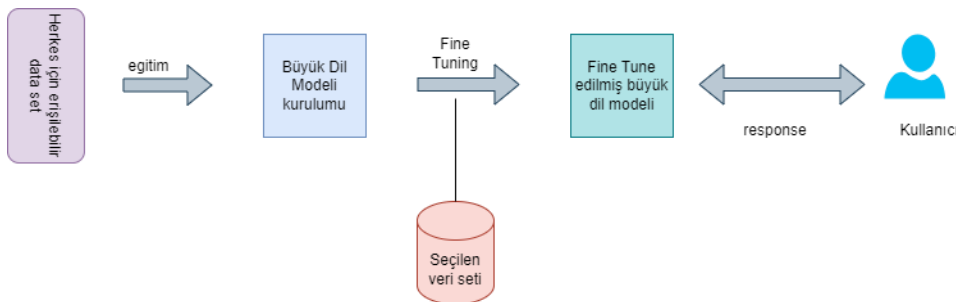 Herkes için erişilebilir
data set
egitim
Büyük Dil
Modeli
kurulumu
Fine
Tuning
Seçilen
veri seti
Fine Tune
edilmiş büyük
dil modeli
response
Kullanıcı